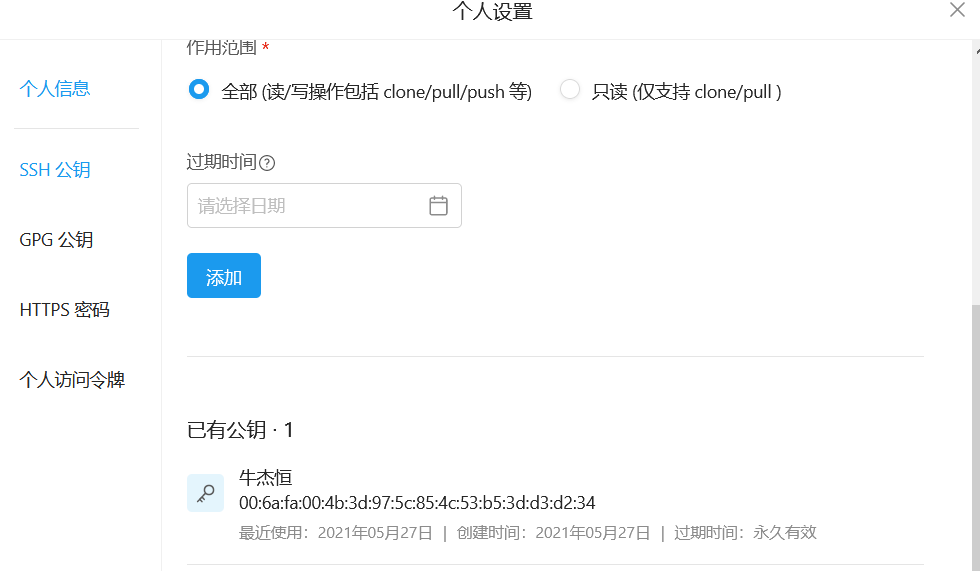 个人设置
个人信息
SSH 公钥
GPG 公钥
HTTPS 密码
个人访问令牌
作用范围 *
全部 (读/写操作包括 clone/pull/push 等) 只读 (仅支持 clone/pull )
过期时间
请选择日期
添加
已有公钥 · 1
牛杰恒
00:6a:fa:00:4b:3d:97:5c:85:4c:53:b5:3d:d3:d2:34
最近使用：2021年05月27日 | 创建时间：2021年05月27日 | 过期时间：永久有效